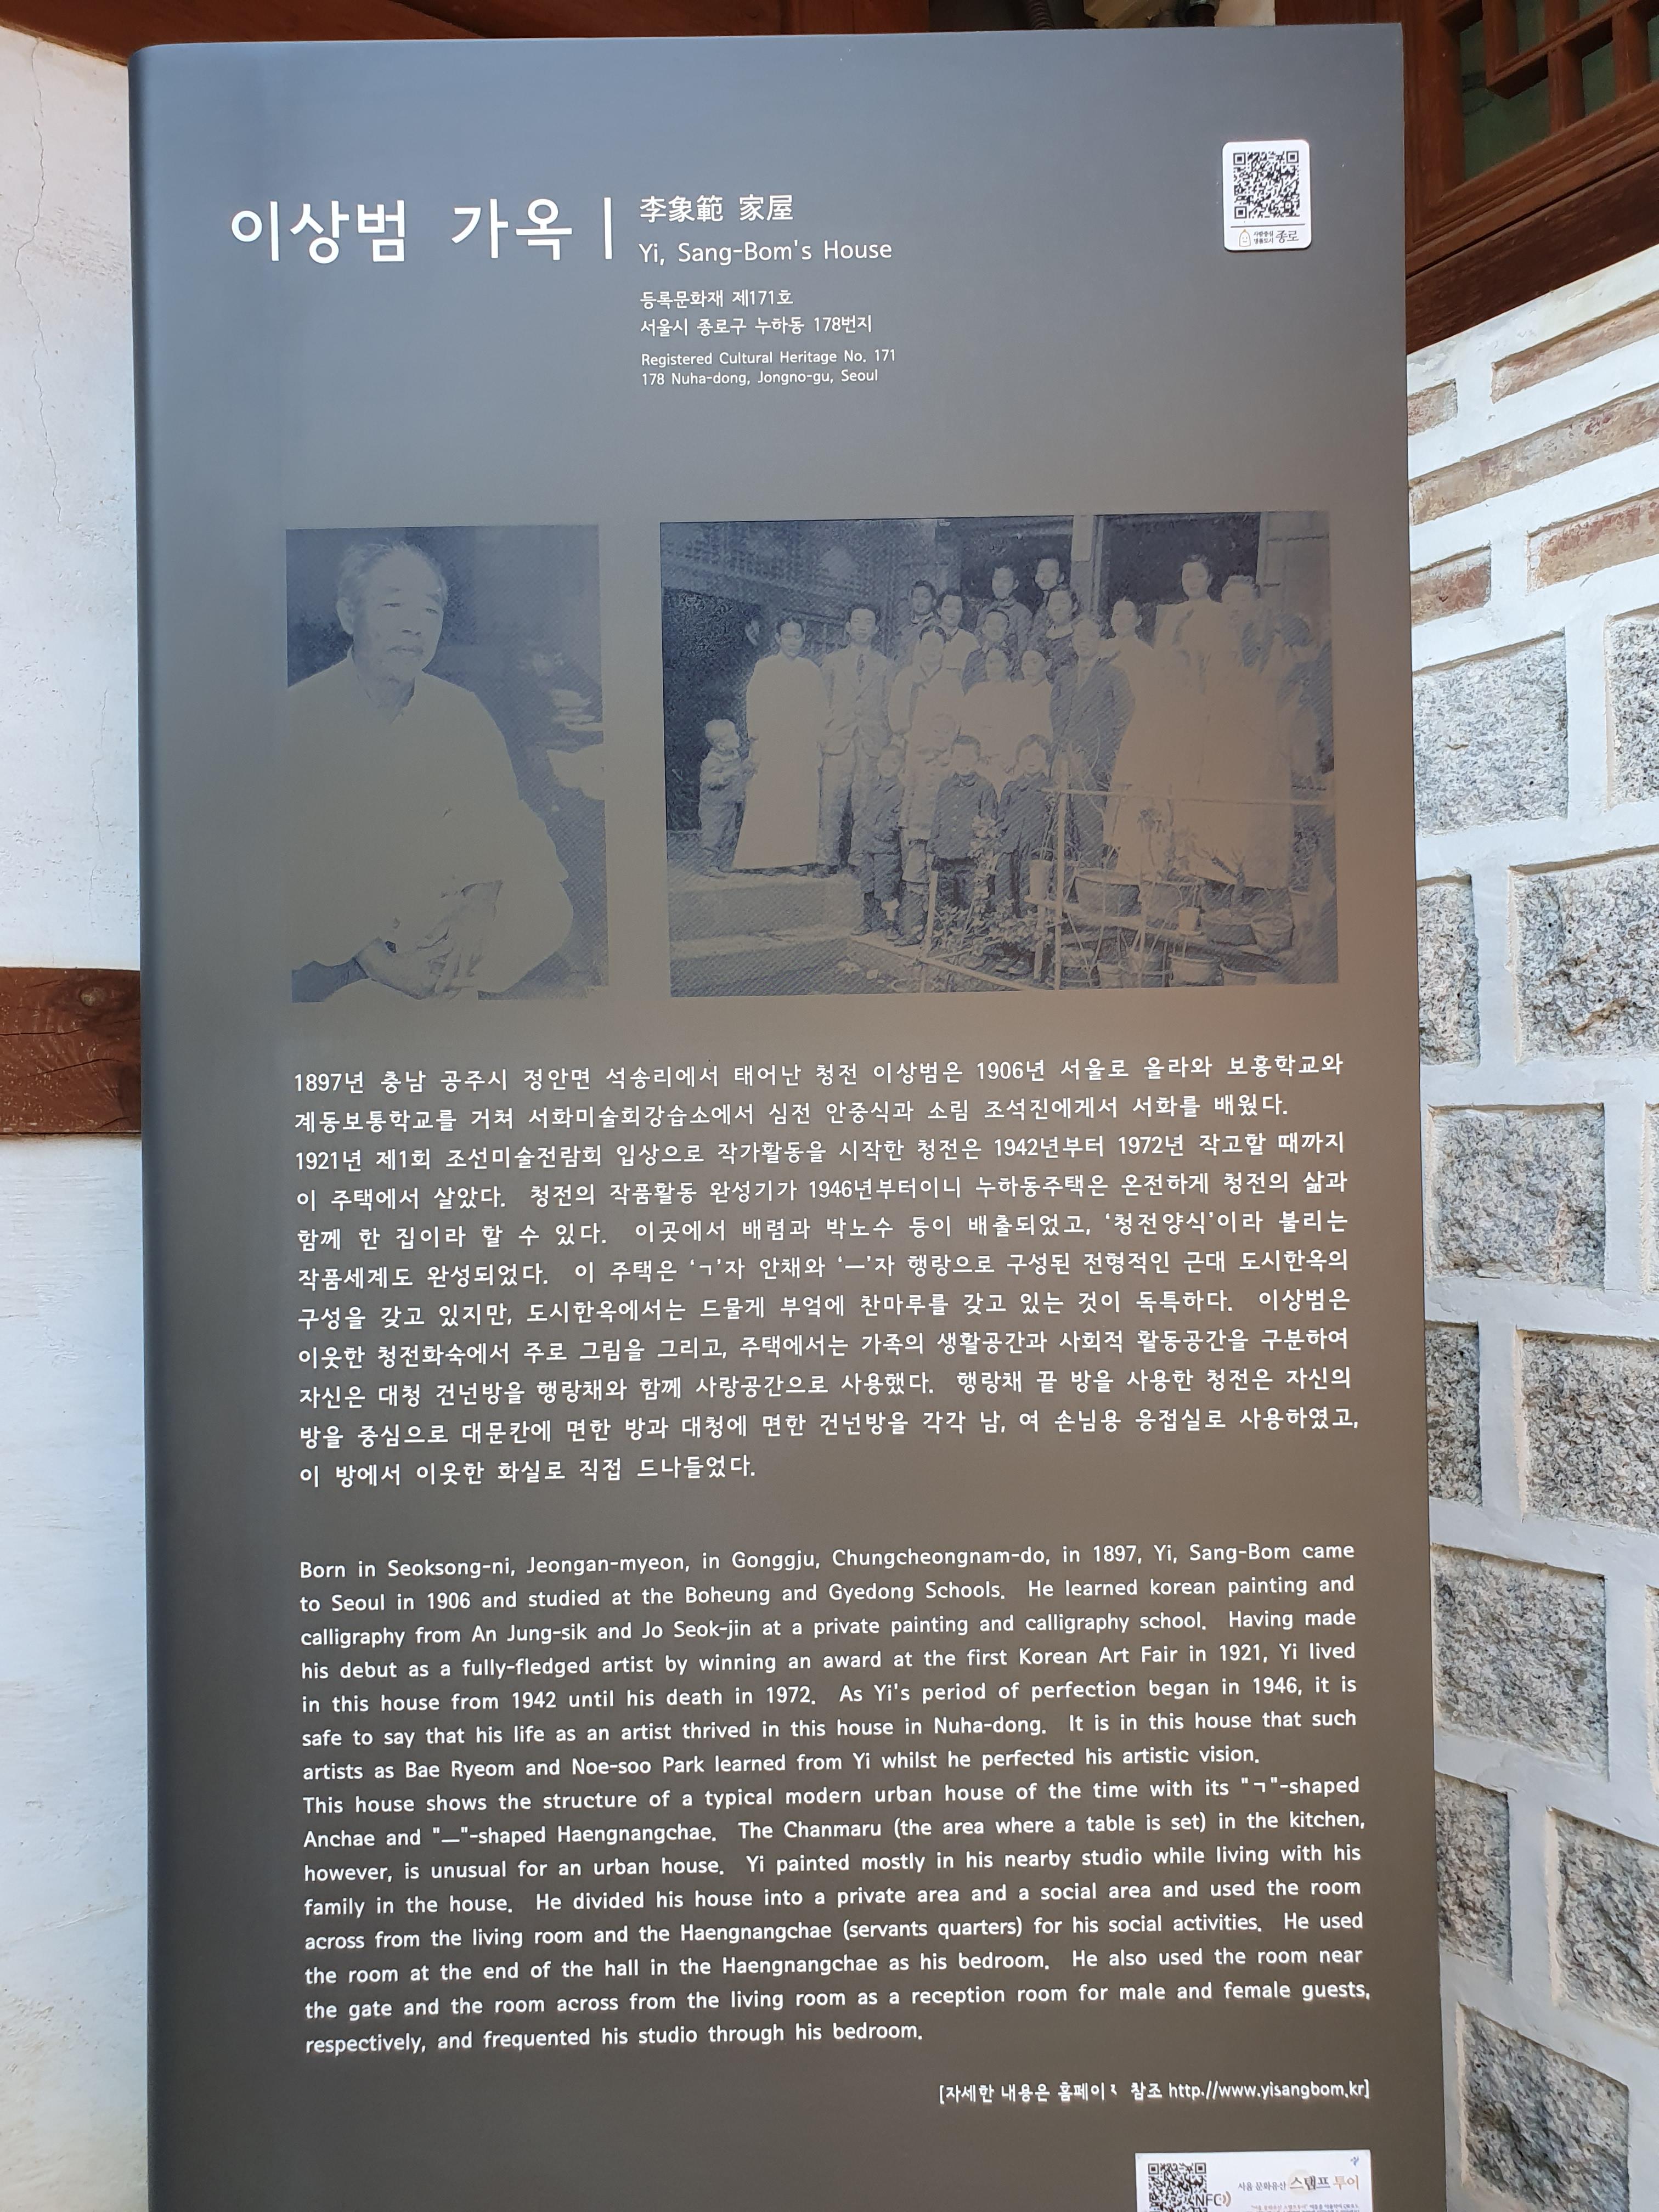 이상범 가옥
李象範 家屋
Yi, Sang-Bom's House
등록문화재 제171호
서울시 종로구 누하동 178번지
Registered Cultural Heritage No. 171
178 Nuha-dong, Jongno-gu, Seoul
사람중심
명품도시 종로
1897년 충남 공주시 정안면 석송리에서 태어난 청전 이상범은 1906년 서울로 올라와 보흥학교와
계동보통학교를 거쳐 서화미술회강습소에서 심전 안중식과 소림 조석진에게서 서화를 배웠다.
1921년 제1회 조선미술전람회 입상으로 작가활동을 시작한 청전은 1942년부터 1972년 작고할 때까지
이 주택에서 살았다. 청전의 작품활동 완성기가 1946년부터이니 누하동주택은 온전하게 청전의 삶과
함께 한 집이라 할 수 있다. 이곳에서 배렴과 박노수 등이 배출되었고, ‘청전양식’이라 불리는
작품세계도 완성되었다. 이 주택은 ‘ㄱ’자 안채와 ‘ㅡ’자 행랑으로 구성된 전형적인 근대 도시한옥의
구성을 갖고 있지만, 도시한옥에서는 드물게 부엌에 찬마루를 갖고 있는 것이 독특하다. 이상범은
이웃한 청전화숙에서 주로 그림을 그리고, 주택에서는 가족의 생활공간과 사회적 활동공간을 구분하여
자신은 대청 건넌방을 행랑채와 함께 사랑공간으로 사용했다. 행랑채 끝 방을 사용한 청전은 자신의
방을 중심으로 대문칸에 면한 방과 대청에 면한 건넌방을 각각 남, 여 손님용 응접실로 사용하였고,
이 방에서 이웃한 화실로 직접 드나들었다.
Born in Seoksong-ni, Jeongan-myeon, in Gonggju, Chungcheongnam-do, in 1897, Yi, Sang-Bom came
to Seoul in 1906 and studied at the Boheung and Gyedong Schools. He learned korean painting and
calligraphy from An Jung-sik and Jo Seok-jin at a private painting and calligraphy school. Having made
his debut as a fully-fledged artist by winning an award at the first Korean Art Fair in 1921, Yi lived
in this house from 1942 until his death in 1972. As Yi's period of perfection began in 1946, it is
safe to say that his life as an artist thrived in this house in Nuha-dong. It is in this house that such
artists as Bae Ryeom and Noe-soo Park learned from Yi whilst he perfected his artistic vision.
This house shows the structure of a typical modern urban house of the time with its "ㄱ"-shaped
Anchae and "ㅡ"-shaped Haengnangchae. The Chanmaru (the area where a table is set) in the kitchen,
however, is unusual for an urban house. Yi painted mostly in his nearby studio while living with his
family in the house. He divided his house into a private area and a social area and used the room
across from the living room and the Haengnangchae (servants quarters) for his social activities. He used
the room at the end of the hall in the Haengnangchae as his bedroom. He also used the room near
the gate and the room across from the living room as a reception room for male and female guests,
respectively, and frequented his studio through his bedroom.
[자세한 내용은 홈페이지 참조 http://www.yisangbom.kr]
서울 문화유산 스탬프 투어
NFC